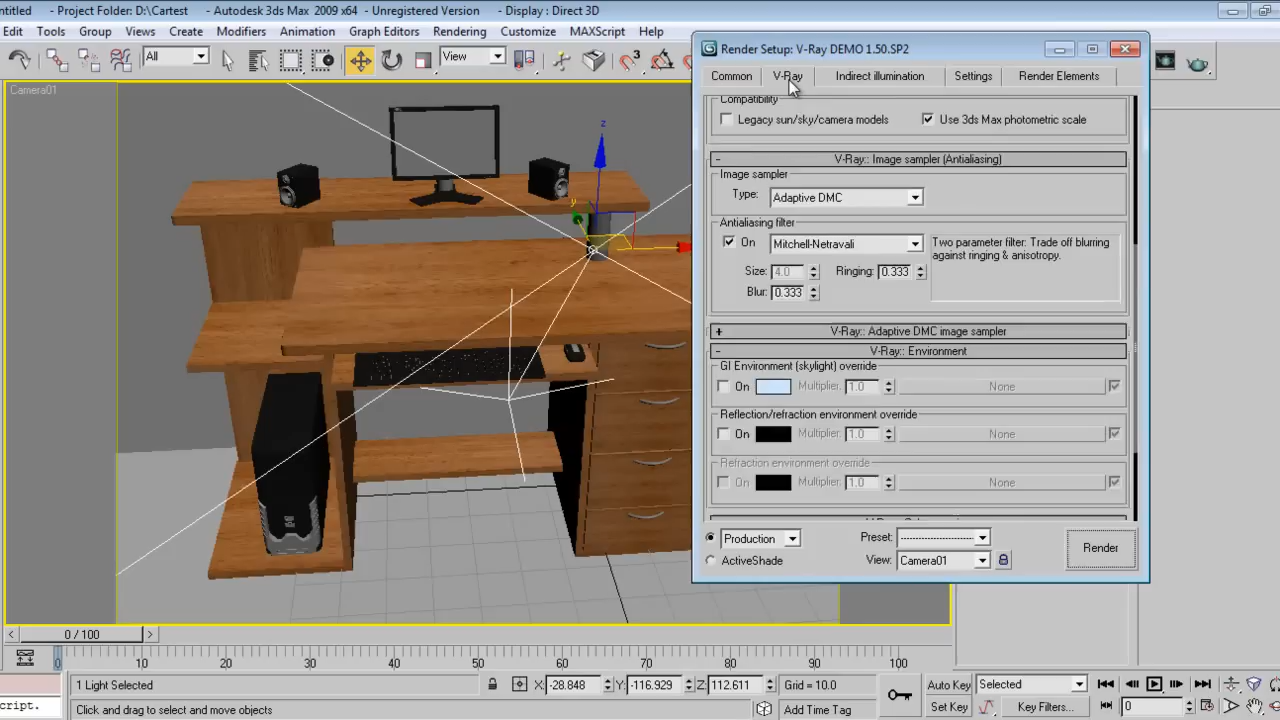 ntitled - Project Folder: D:\Cartest - Autodesk 3ds Max 2009 x64 - Unregistered Version - Display : Direct 3D
Edit Tools Group Views Create Modifiers Animation Graph Editors Rendering Customize MAXScript Help
All
View
3
Camera01
z
y
Render Setup: V-Ray DEMO 1.50.SP2
Common V-Ray Indirect illumination Settings Render Elements
Compatibility
Legacy sun/sky/camera models Use 3ds Max photometric scale
- V-Ray:: Image sampler (Antialiasing)
Image sampler
Type: Adaptive DMC
Antialiasing filter
On Mitchell-Netravali
Two parameter filter: Trade off blurring
against ringing & anisotropy.
Size: 4.0 Ringing: 0.333
Blur: 0.333
+ V-Ray:: Adaptive DMC image sampler
- V-Ray:: Environment
GI Environment (skylight) override
On Multiplier: 1.0 None
Reflection/refraction environment override
On Multiplier: 1.0 None
Refraction environment override
On Multiplier: 1.0 None
Production Preset: ----------------------
ActiveShade View: Camera01
Render
< 0 / 100 >
0 10 20 30 40 50 60 70 80 90 100
1 Light Selected X: -28.848 Y: -116.929 Z: 112.611 Grid = 10.0 Auto Key Selected
cript. Click and drag to select and move objects Add Time Tag Set Key Key Filters... 0